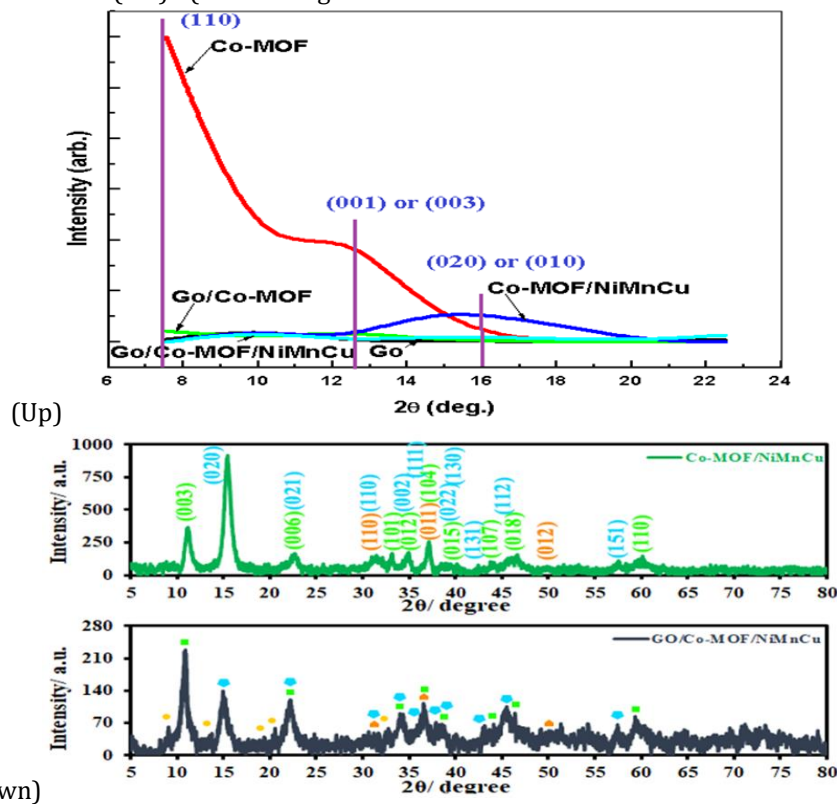 (110)
Co-MOF
(001) or (003)
(020) or (010)
Co-MOF/NiMnCu
Go/Co-MOF
Go/Co-MOF/NiMnCu
Go
Intensity (arb.)
4 6 8 10 12 14 16 18 20 22 24
2θ (deg.)
(Up)
1000
750
500
250
0
Intensity/ a.u.
Co-MOF/NiMnCu
(003)
(020)
(006)
(021)
(110)
(110)
(101)
(002)
(012)
(111)
(011)
(104)
(022)
(015)
(130)
(131)
(107)
(112)
(018)
(012)
(151)
(110)
5 10 15 20 25 30 35 40 45 50 55 60 65 70 75 80
2θ/ degree
280
210
140
70
0
Intensity/ a.u.
GO/Co-MOF/NiMnCu
5 10 15 20 25 30 35 40 45 50 55 60 65 70 75 80
2θ/ degree
wn)